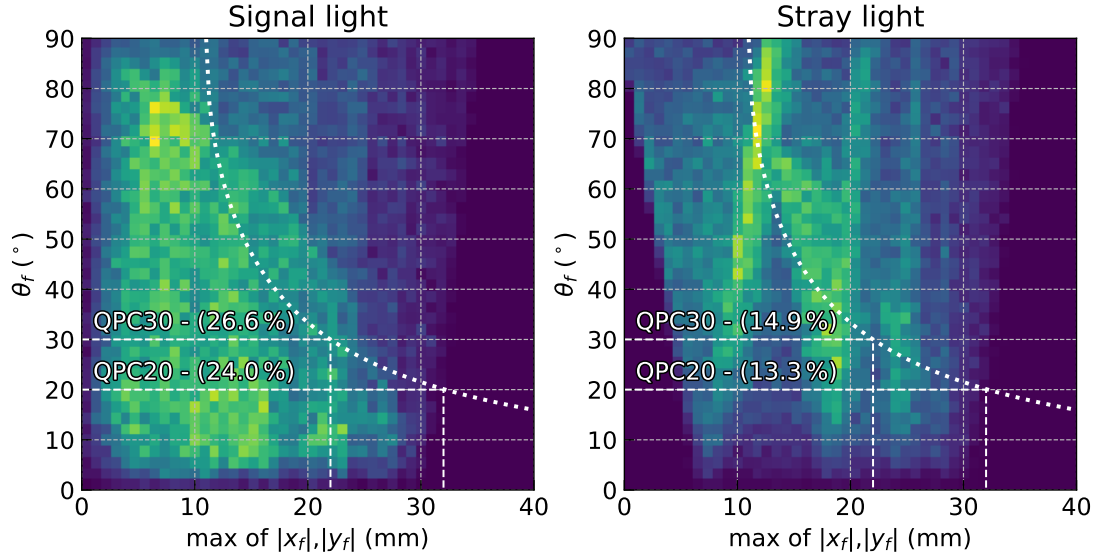 Signal light
90
80
70
60
50
40
30
20
10
0
θf (°)
QPC30 - (26.6 %)
QPC20 - (24.0 %)
0 10 20 30 40
max of |xf|,|yf| (mm)
Stray light
90
80
70
60
50
40
30
20
10
0
θf (°)
QPC30 - (14.9 %)
QPC20 - (13.3 %)
0 10 20 30 40
max of |xf|,|yf| (mm)